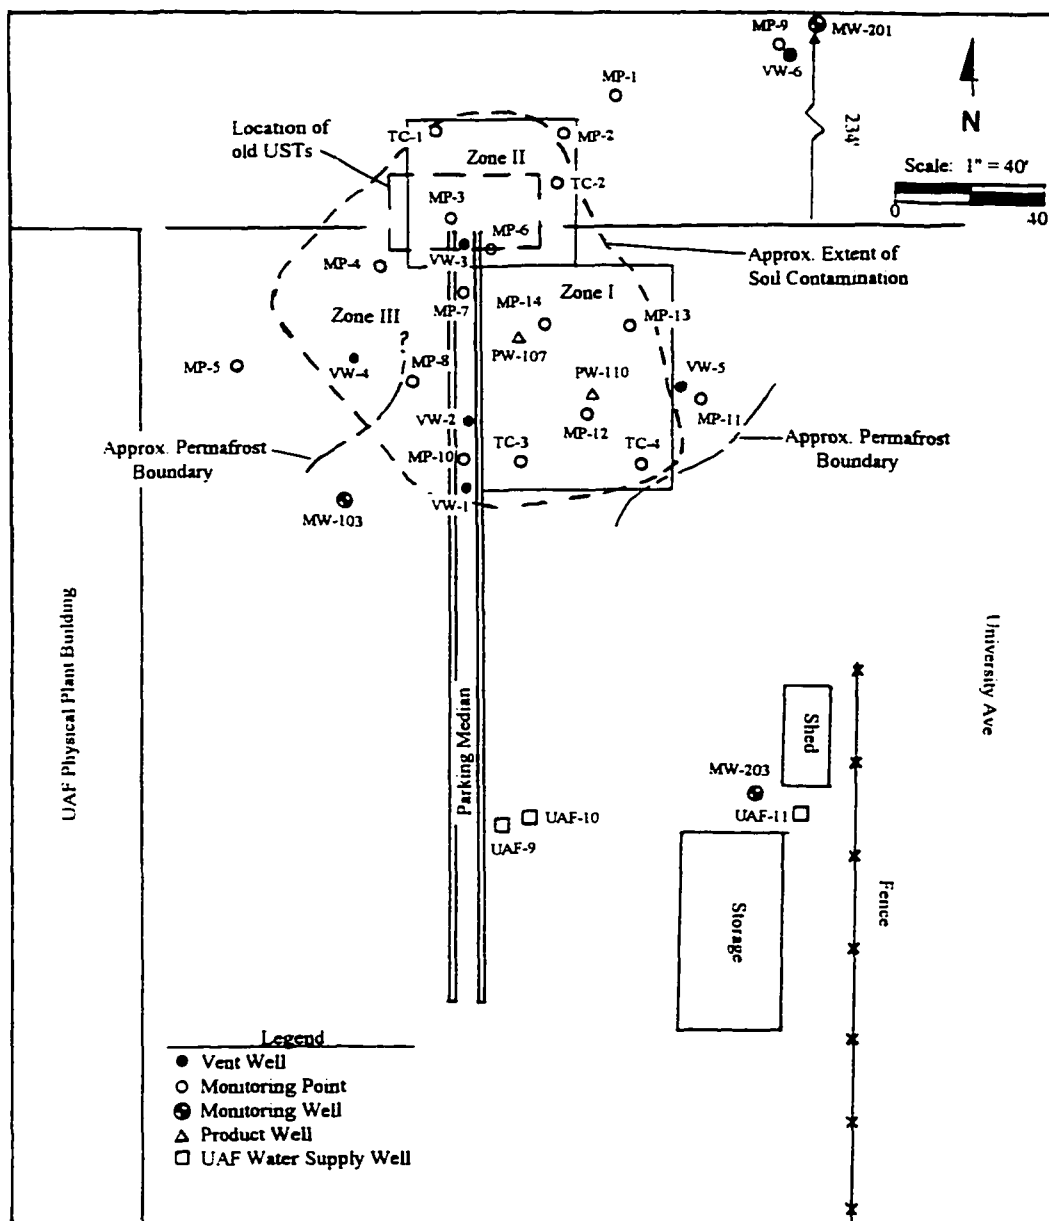 MP-9
MW-201
VW-6
MP-1
N
234'
Scale: 1" = 40'
0
40
Location of
old USTs
TC-1
MP-2
Zone II
TC-2
MP-3
MP-6
VW-3
MP-4
Approx. Extent of
Soil Contamination
MP-7
Zone I
MP-14
MP-13
Zone III
?
PW-107
MP-5
VW-4
MP-8
PW-110
VW-5
MP-11
VW-2
MP-12
Approx. Permafrost
Boundary
Approx. Permafrost
Boundary
MP-10
TC-3
TC-4
MW-103
VW-1
UAF Physical Plant Building
Parking Median
University Ave
Shed
MW-203
UAF-11
UAF-10
UAF-9
Storage
Fence
Legend
Vent Well
Monitoring Point
Monitoring Well
Product Well
UAF Water Supply Well